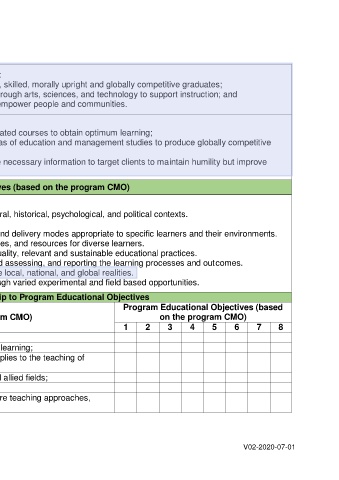 :
, skilled, morally upright and globally competitive graduates;
rough arts, sciences, and technology to support instruction; and
empower people and communities.
ated courses to obtain optimum learning;
as of education and management studies to produce globally competitive
e necessary information to target clients to maintain humility but improve
ves (based on the program CMO)
ral, historical, psychological, and political contexts.
nd delivery modes appropriate to specific learners and their environments.
es, and resources for diverse learners.
uality, relevant and sustainable educational practices.
d assessing, and reporting the learning processes and outcomes.
e local, national, and global realities.
ugh varied experimental and field based opportunities.
ip to Program Educational Objectives
m CMO)
Program Educational Objectives (based
on the program CMO)
1 2 3 4 5 6 7 8
learning;
plies to the teaching of
d allied fields;
re teaching approaches,
V02-2020-07-01